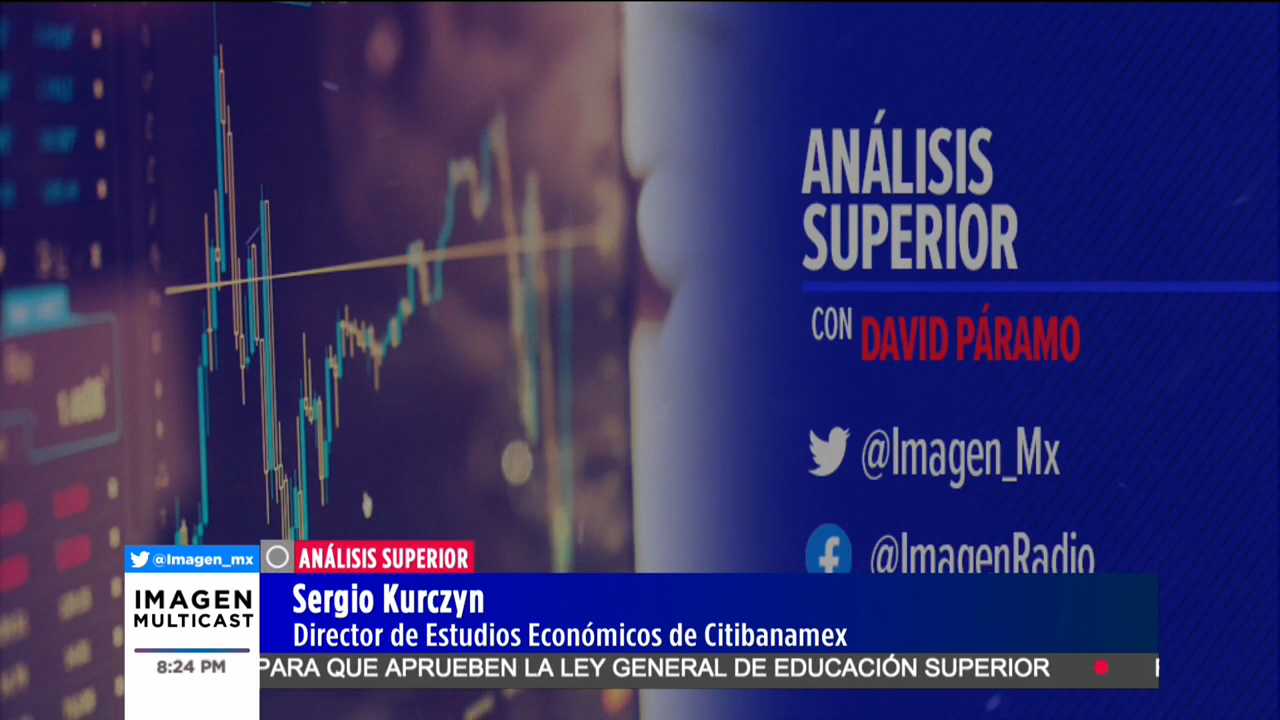 ANÁLISIS
SUPERIOR
CON DAVID PÁRAMO
@Imagen_Mx
@ImagenRadio
@Imagen_mx
ANÁLISIS SUPERIOR
IMAGEN
MULTICAST
Sergio Kurczyn
Director de Estudios Económicos de Citibanamex
8:24 PM
PARA QUE APRUEBEN LA LEY GENERAL DE EDUCACIÓN SUPERIOR